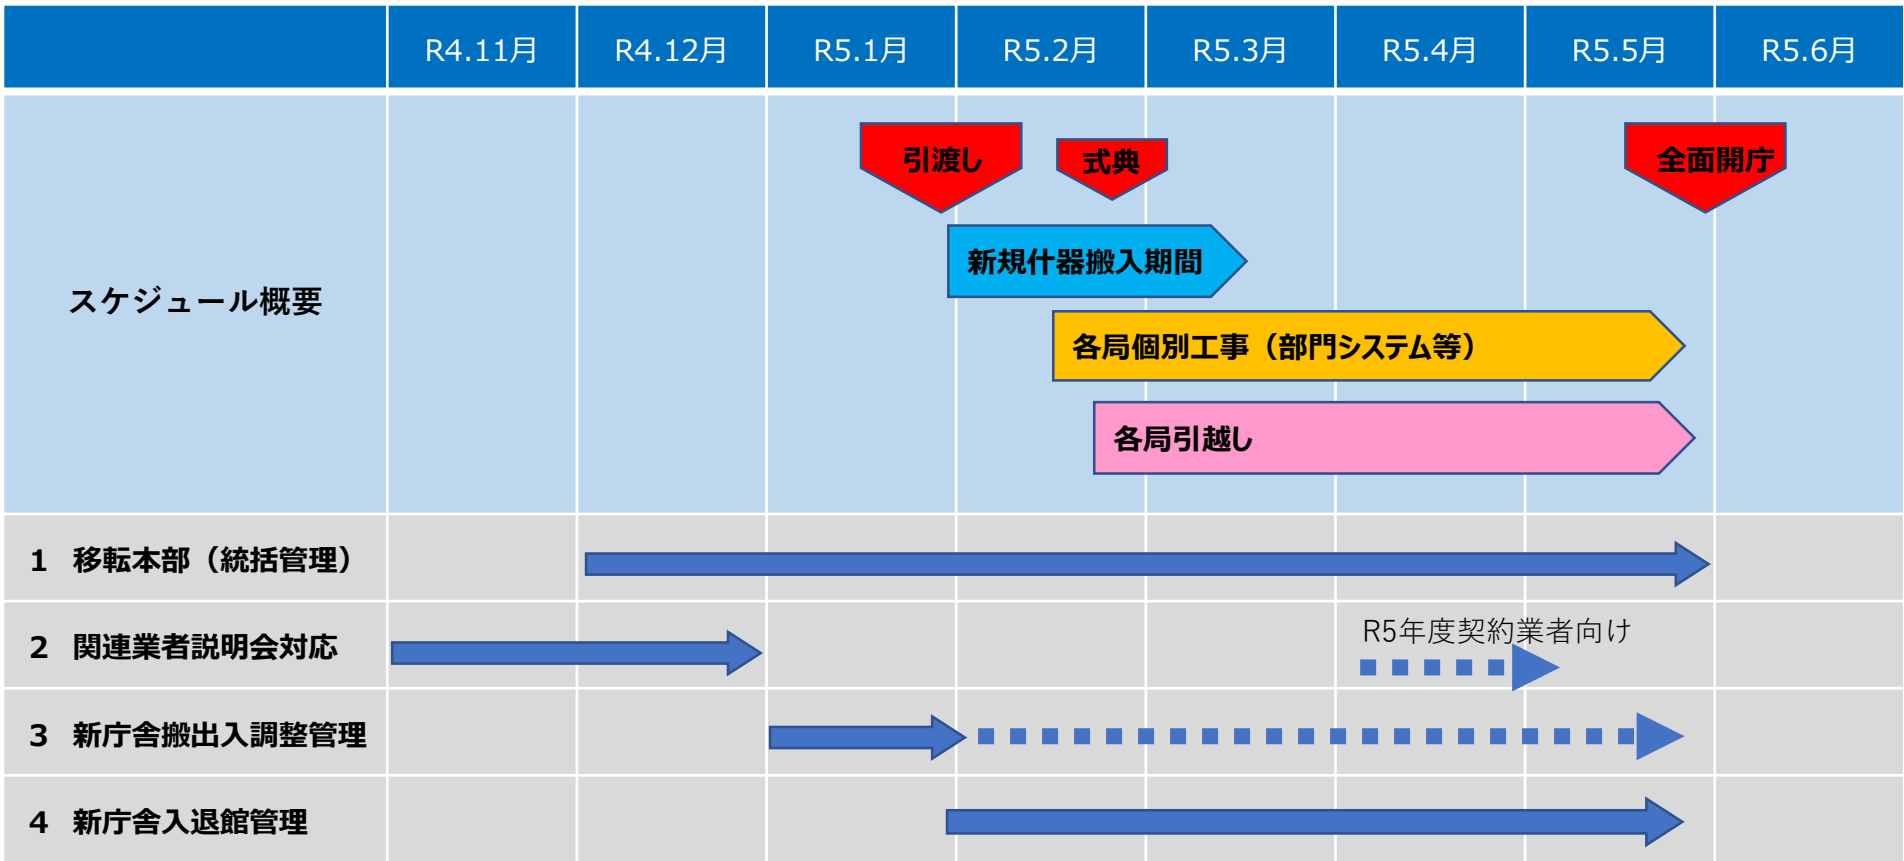 R4.11月 R4.12月 R5.1月 R5.2月 R5.3月 R5.4月 R5.5月 R5.6月
引渡し 式典 全面開庁
新規什器搬入期間
スケジュール概要
各局個別工事（部門システム等）
各局引越し
1 移転本部（統括管理）
R5年度契約業者向け
2 関連業者説明会対応
3 新庁舎搬出入調整管理
4 新庁舎入退館管理